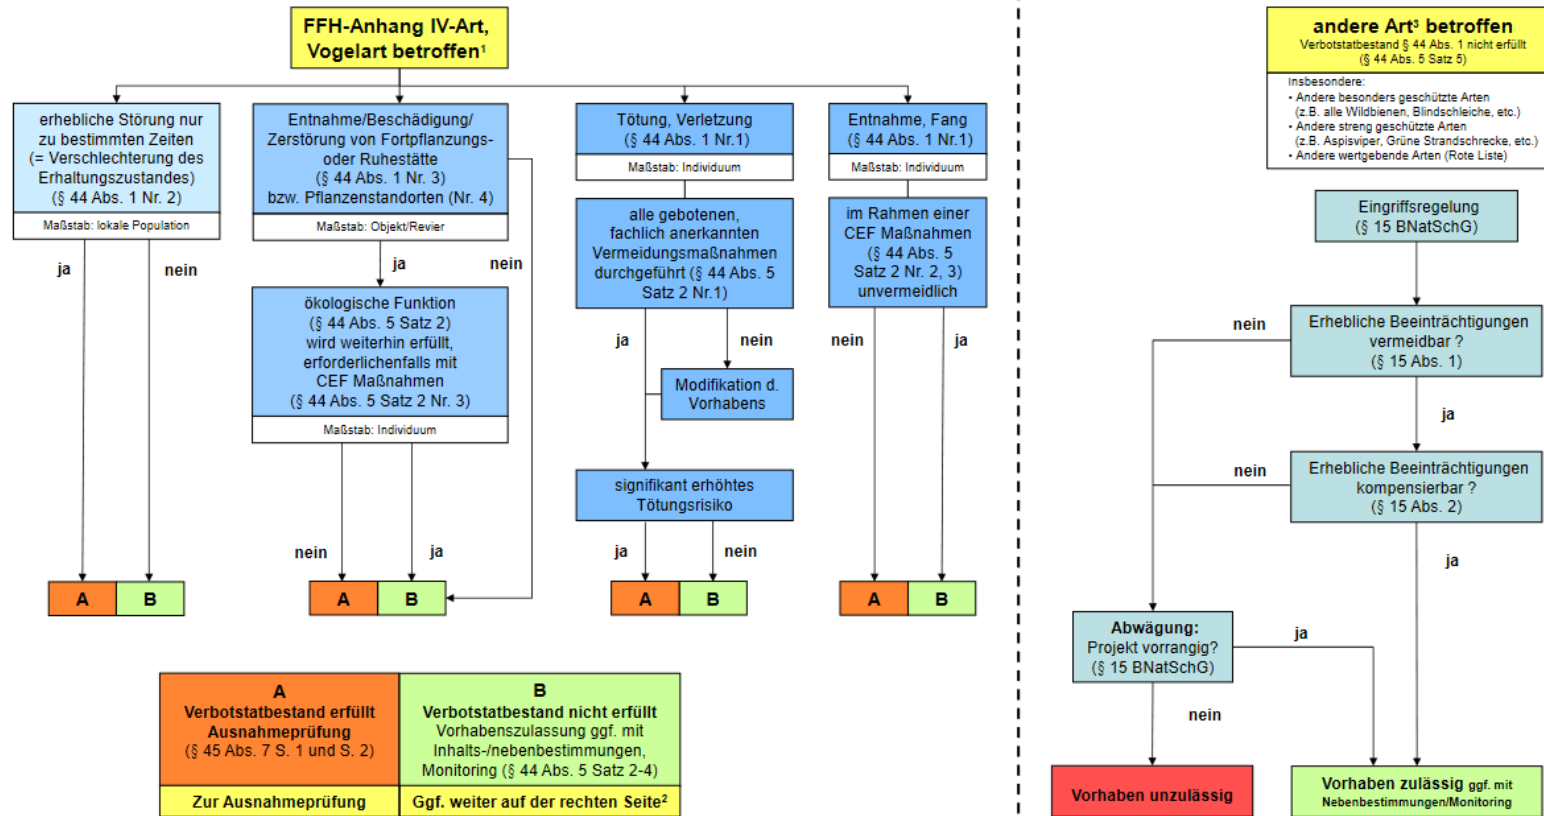 FFH-Anhang IV-Art,
Vogelart betroffen¹
erhebliche Störung nur
zu bestimmten Zeiten
(= Verschlechterung des
Erhaltungszustandes)
(§ 44 Abs. 1 Nr. 2)
Maßstab: lokale Population
ja
nein
A
B
Entnahme/Beschädigung/
Zerstörung von Fortpflanzungs-
oder Ruhestätte
(§ 44 Abs. 1 Nr. 3)
bzw. Pflanzenstandorten (Nr. 4)
Maßstab: Objekt/Revier
ja
nein
ökologische Funktion
(§ 44 Abs. 5 Satz 2)
wird weiterhin erfüllt,
erforderlichenfalls mit
CEF Maßnahmen
(§ 44 Abs. 5 Satz 2 Nr. 3)
Maßstab: Individuum
nein
ja
A
B
Tötung, Verletzung
(§ 44 Abs. 1 Nr.1)
Maßstab: Individuum
alle gebotenen,
fachlich anerkannten
Vermeidungsmaßnahmen
durchgeführt (§ 44 Abs. 5
Satz 2 Nr.1)
ja
nein
Modifikation d.
Vorhabens
signifikant erhöhtes
Tötungsrisiko
ja
nein
A
B
Entnahme, Fang
(§ 44 Abs. 1 Nr.1)
Maßstab: Individuum
im Rahmen einer
CEF Maßnahmen
(§ 44 Abs. 5
Satz 2 Nr. 2, 3)
unvermeidlich
nein
ja
A
B
A
Verbotstatbestand erfüllt
Ausnahmeprüfung
(§ 45 Abs. 7 S. 1 und S. 2)
Zur Ausnahmeprüfung
B
Verbotstatbestand nicht erfüllt
Vorhabenszulassung ggf. mit
Inhalts-/nebenbestimmungen,
Monitoring (§ 44 Abs. 5 Satz 2-4)
Ggf. weiter auf der rechten Seite²
andere Art³ betroffen
Verbotstatbestand § 44 Abs. 1 nicht erfüllt
(§ 44 Abs. 5 Satz 5)
Insbesondere:
• Andere besonders geschützte Arten
(z.B. alle Wildbienen, Blindschleiche, etc.)
• Andere streng geschützte Arten
(z.B. Aspisviper, Grüne Strandschrecke, etc.)
• Andere wertgebende Arten (Rote Liste)
Eingriffsregelung
(§ 15 BNatSchG)
Erhebliche Beeinträchtigungen
vermeidbar ?
(§ 15 Abs. 1)
nein
ja
Erhebliche Beeinträchtigungen
kompensierbar ?
(§ 15 Abs. 2)
nein
ja
Abwägung:
Projekt vorrangig?
(§ 15 BNatSchG)
ja
nein
Vorhaben unzulässig
Vorhaben zulässig ggf. mit
Nebenbestimmungen/Monitoring